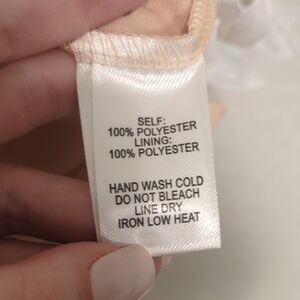 SELF:
100% POLYESTER
LINING:
100% POLYESTER
HAND WASH COLD
DO NOT BLEACH
LINE DRY
IRON LOW HEAT